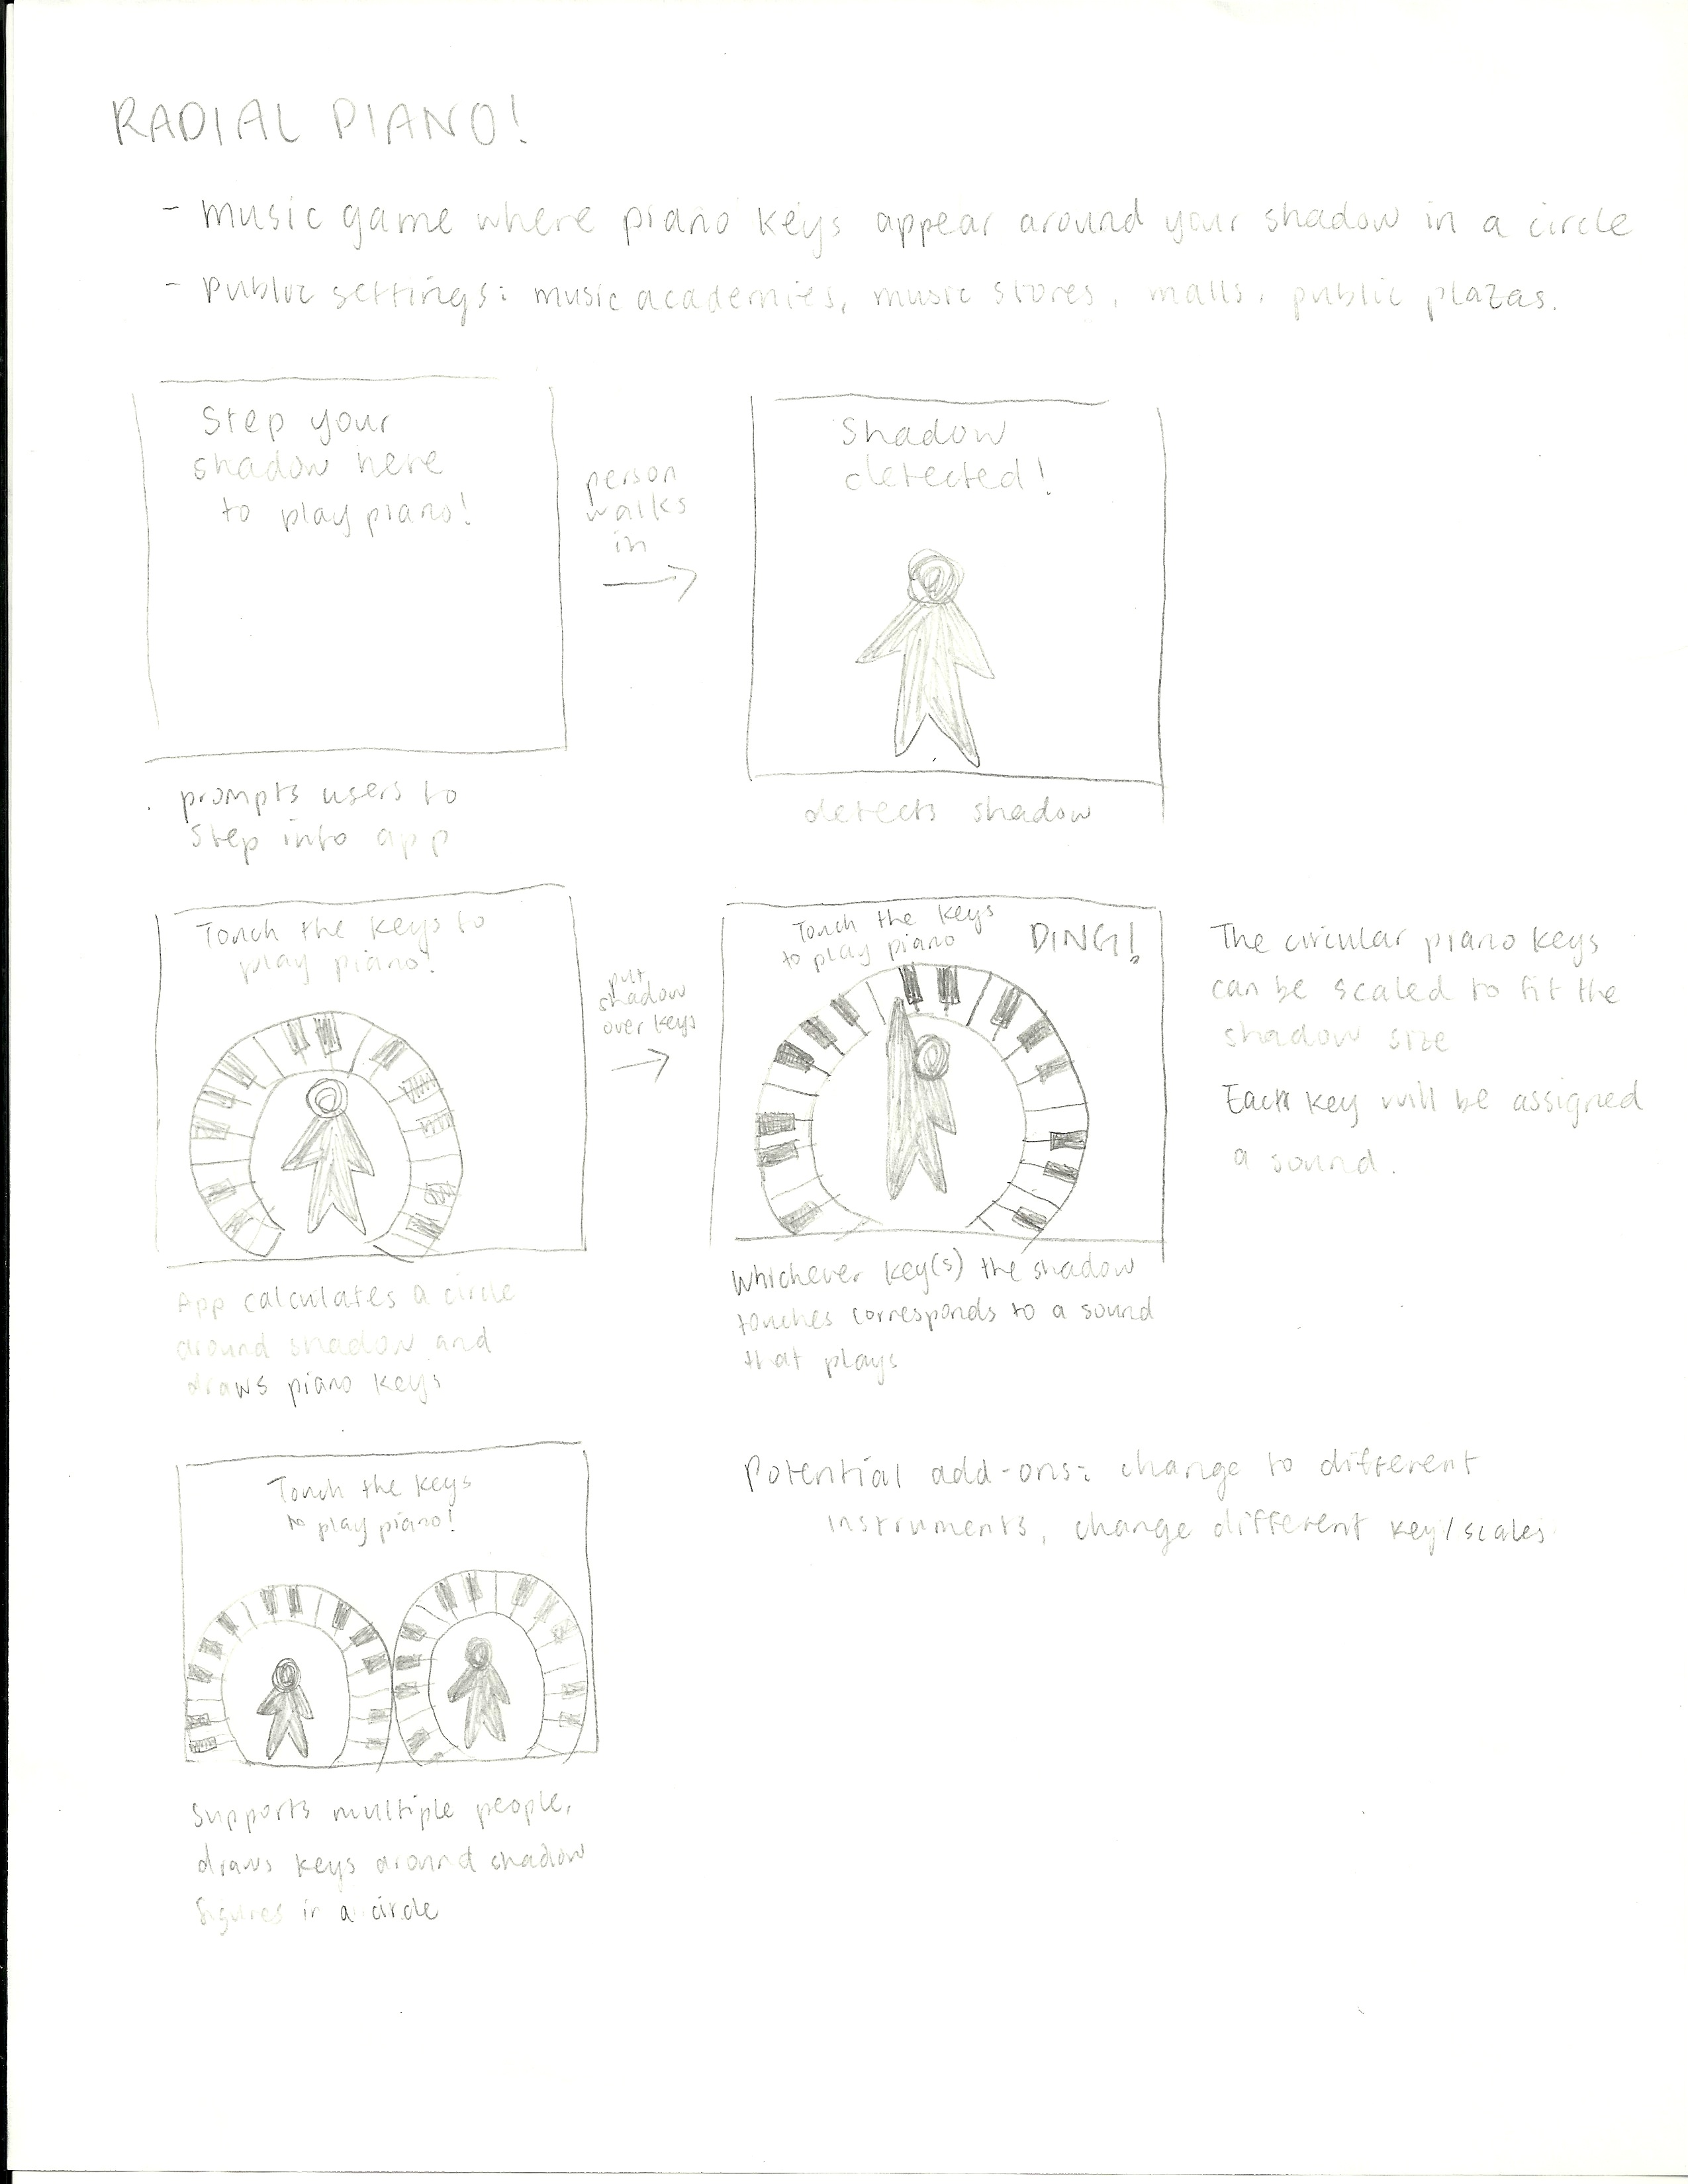 RADIAL PIANO!
- music game where piano keys appear around your shadow in a circle
- Public settings: music academies, music stores, malls, public plazas.
Step your
shadow here
to play piano!
person
walks
in
Shadow
detected!
prompts users to
step into app
detects shadow
Touch the keys to
play piano!
put
shadow
over keys
Touch the keys
to play piano
DING!
The circular piano keys
can be scaled to fit the
shadow size
Each key will be assigned
a sound.
App calculates a circle
around shadow and
draws piano keys
Whichever key(s) the shadow
touches corresponds to a sound
that plays
Touch the keys
to play piano!
Potential add-ons: change to different
instruments, change different key/scales
Supports multiple people,
draws keys around shadow
figures in a circle